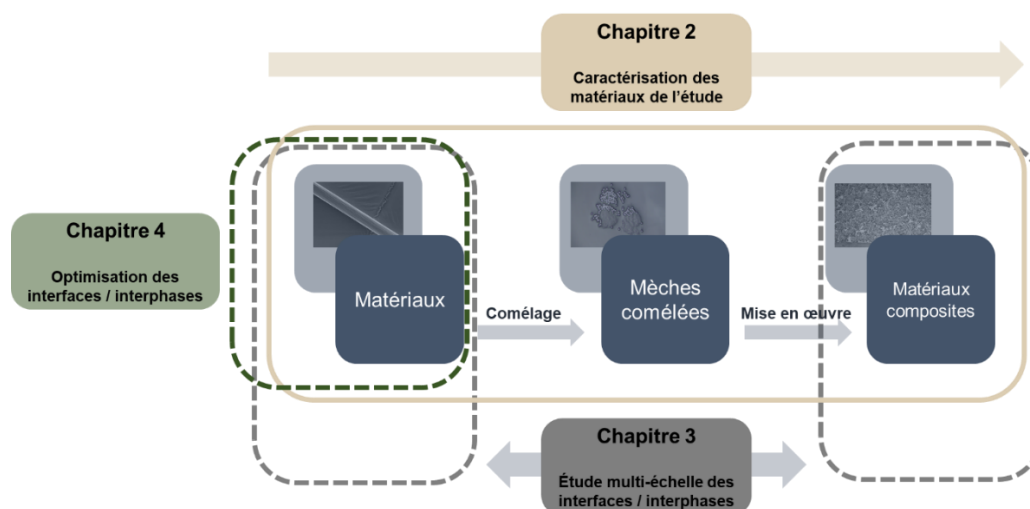 Chapitre 2
Caractérisation des
matériaux de l'étude
Chapitre 4
Optimisation des
interfaces / interphases
Matériaux
Comélage
Mèches
comélées
Mise en œuvre
Matériaux
composites
Chapitre 3
Étude multi-échelle des
interfaces / interphases